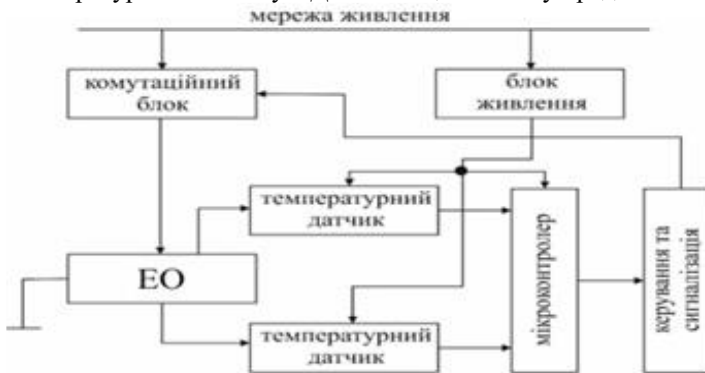 мережа живлення
комутаційний
блок
блок
живлення
температурний
датчик
ЕО
температурний
датчик
мікроконтролер
керування та
сигналізація